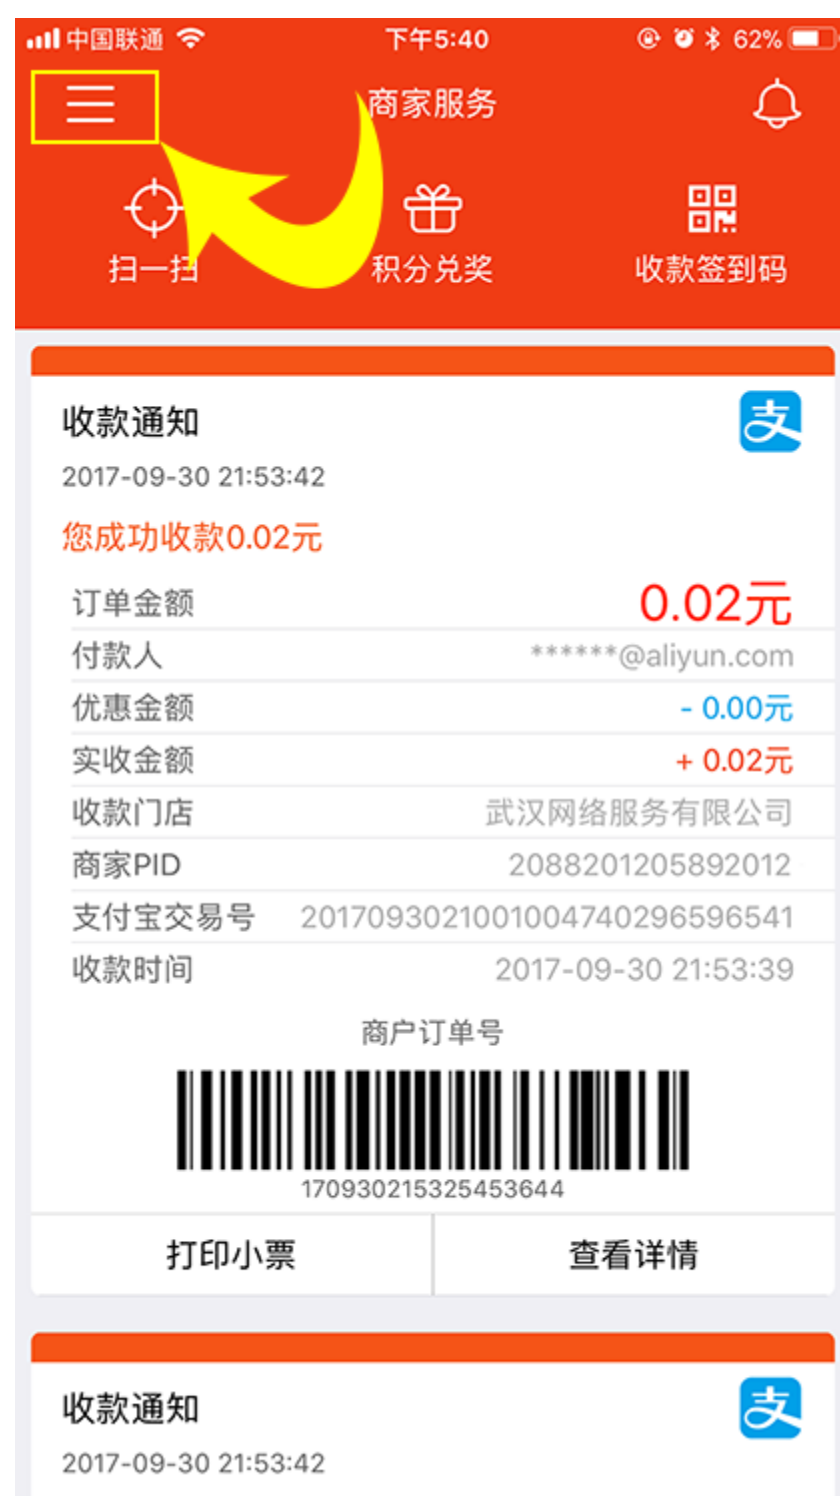 中国联通 下午5:40 62%
商家服务
扫一扫 积分兑奖 收款签到码
收款通知 支
2017-09-30 21:53:42
您成功收款0.02元
订单金额 0.02元
付款人 ******@aliyun.com
优惠金额 - 0.00元
实收金额 + 0.02元
收款门店 武汉网络服务有限公司
商家PID 2088201205892012
支付宝交易号 2017093021001004740296596541
收款时间 2017-09-30 21:53:39
商户订单号
170930215325453644
打印小票 查看详情
收款通知 支
2017-09-30 21:53:42